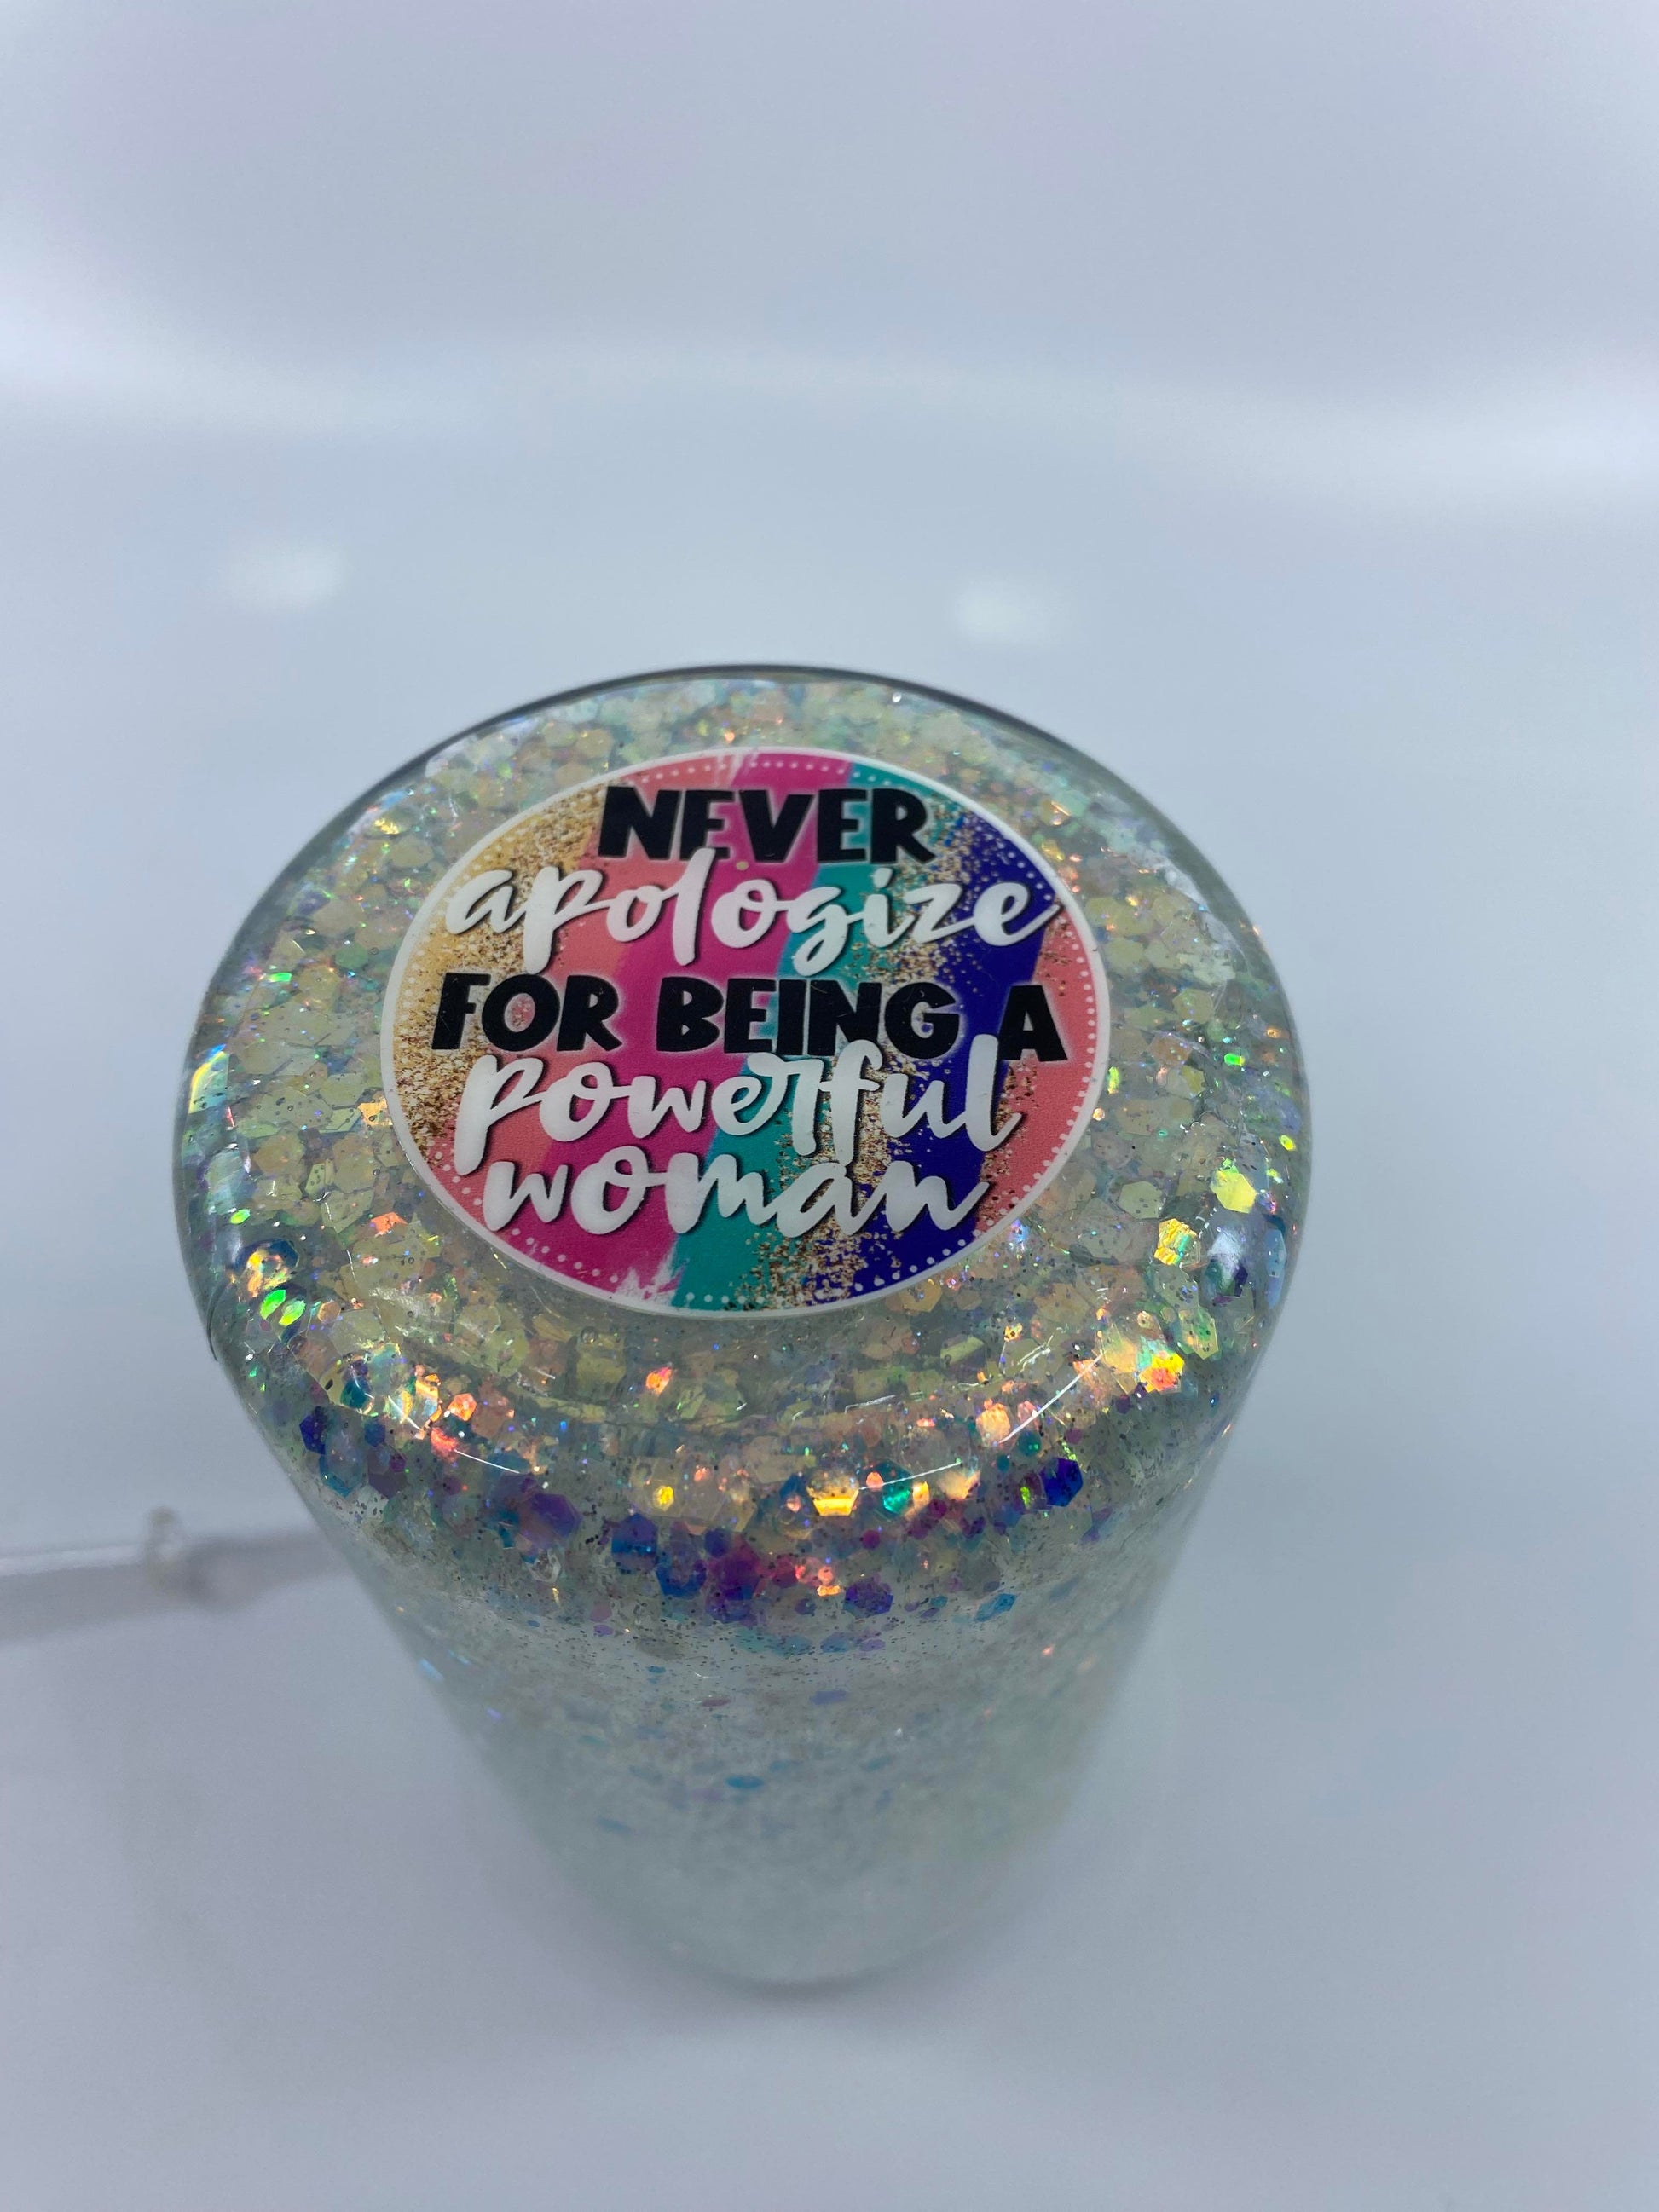 NEVER
apologize
FOR BEING A
powerful
woman